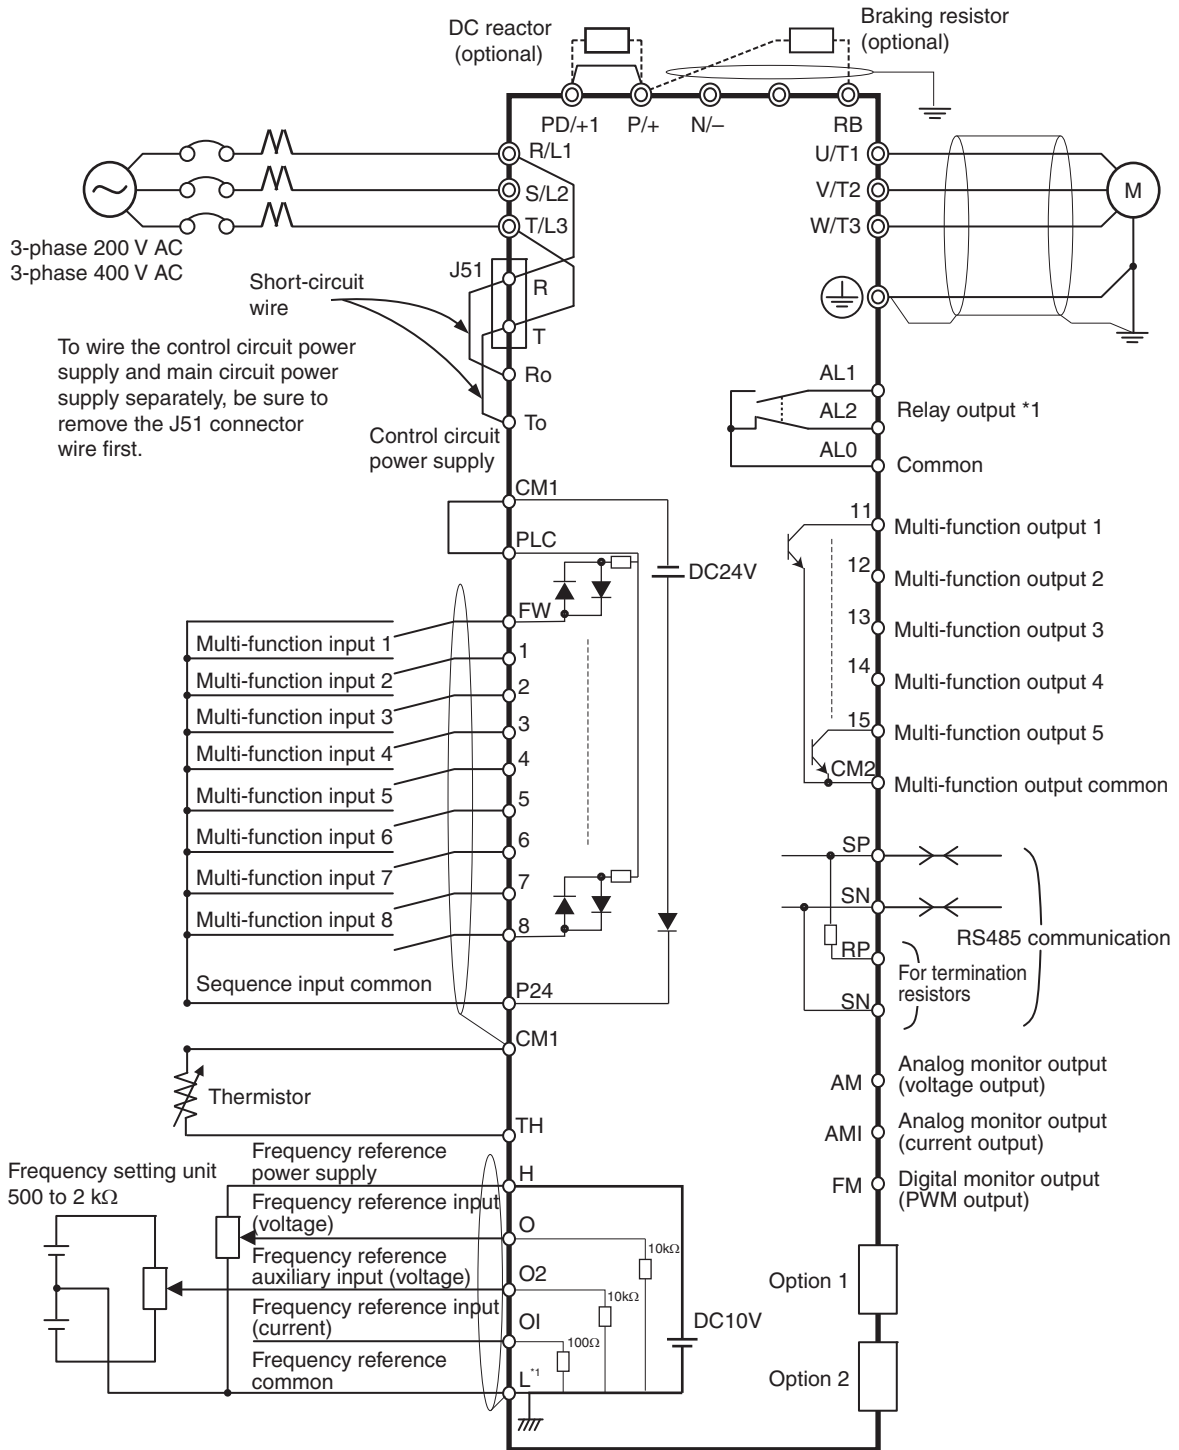 DC reactor
(optional)
Braking resistor
(optional)
PD/+1
P/+
N/–
RB
R/L1
S/L2
T/L3
U/T1
V/T2
W/T3
M
3-phase 200 V AC
3-phase 400 V AC
J51
R
T
Ro
To
Short-circuit
wire
To wire the control circuit power
supply and main circuit power
supply separately, be sure to
remove the J51 connector
wire first.
Control circuit
power supply
AL1
AL2
AL0
Relay output *1
Common
CM1
PLC
DC24V
FW
Multi-function input 1
1
Multi-function input 2
2
Multi-function input 3
3
Multi-function input 4
4
Multi-function input 5
5
Multi-function input 6
6
Multi-function input 7
7
Multi-function input 8
8
Sequence input common
P24
CM1
Thermistor
TH
11
Multi-function output 1
12
Multi-function output 2
13
Multi-function output 3
14
Multi-function output 4
15
Multi-function output 5
CM2
Multi-function output common
SP
SN
RP
SN
RS485 communication
For termination
resistors
AM
Analog monitor output
(voltage output)
AMI
Analog monitor output
(current output)
FM
Digital monitor output
(PWM output)
Frequency setting unit
500 to 2 kΩ
Frequency reference
power supply
H
Frequency reference input
(voltage)
O
Frequency reference
auxiliary input (voltage)
O2
Frequency reference input
(current)
OI
Frequency reference
common
L*1
10kΩ
10kΩ
100Ω
DC10V
Option 1
Option 2